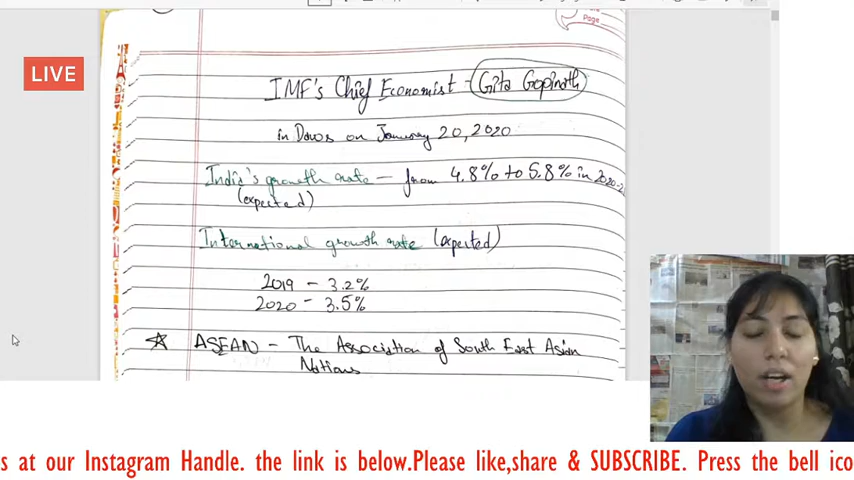 Page
LIVE
IMF's Chief Economist - Gita Gopinath
in Davos on January 20, 2020
India's growth rate - from 4.8% to 5.8% in 2020-2
(expected)
International growth rate (expected)
2019 - 3.2%
2020 - 3.5%
ASEAN - The Association of South East Asian
Nations
s at our Instagram Handle. the link is below.Please like,share & SUBSCRIBE. Press the bell ico